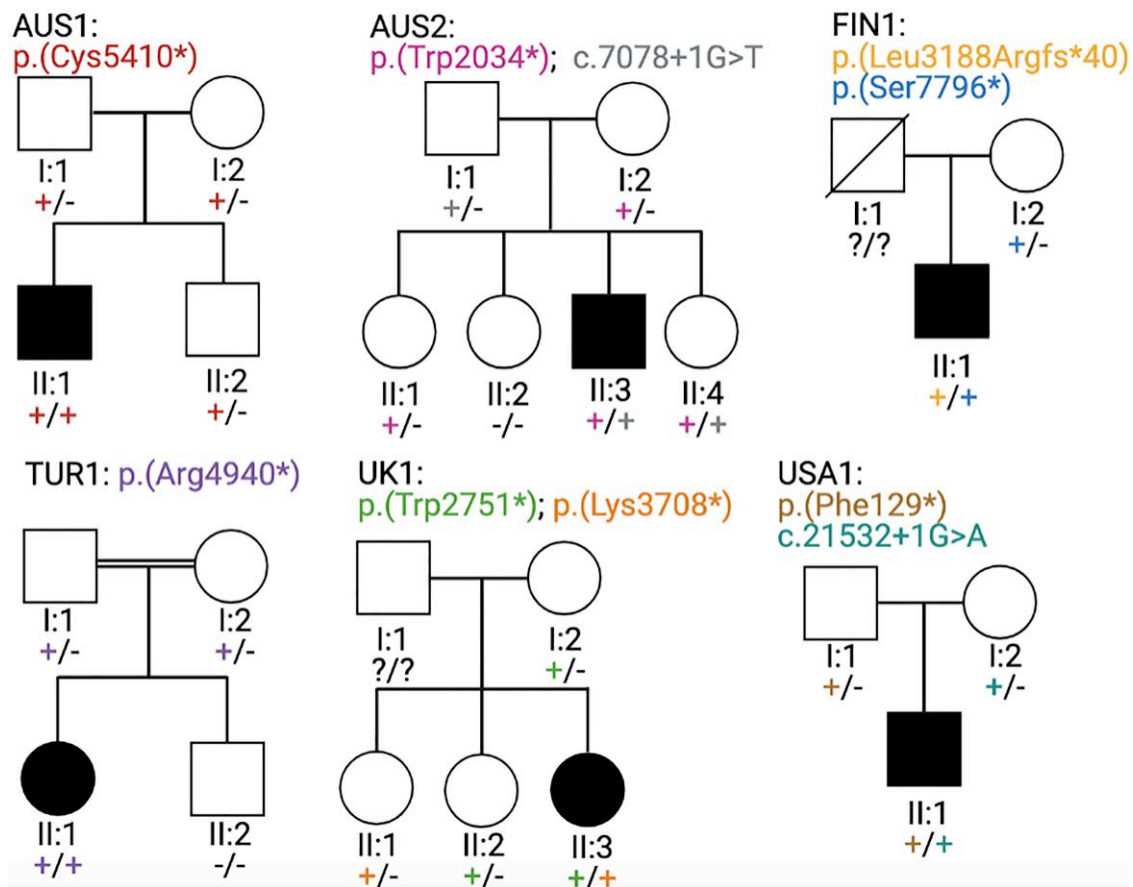 AUS1:
p.(Cys5410*)
I:1
+/-
I:2
+/-
II:1
+/+
II:2
+/-
AUS2:
p.(Trp2034*); c.7078+1G>T
I:1
+/-
I:2
+/-
II:1
+/-
II:2
-/-
II:3
+/+
II:4
+/+
FIN1:
p.(Leu3188Argfs*40)
p.(Ser7796*)
I:1
?/?
I:2
+/-
II:1
+/+
TUR1: p.(Arg4940*)
I:1
+/-
I:2
+/-
II:1
+/+
II:2
-/-
UK1:
p.(Trp2751*); p.(Lys3708*)
I:1
?/?
I:2
+/-
II:1
+/-
II:2
+/-
II:3
+/+
USA1:
p.(Phe129*)
c.21532+1G>A
I:1
+/-
I:2
+/-
II:1
+/+